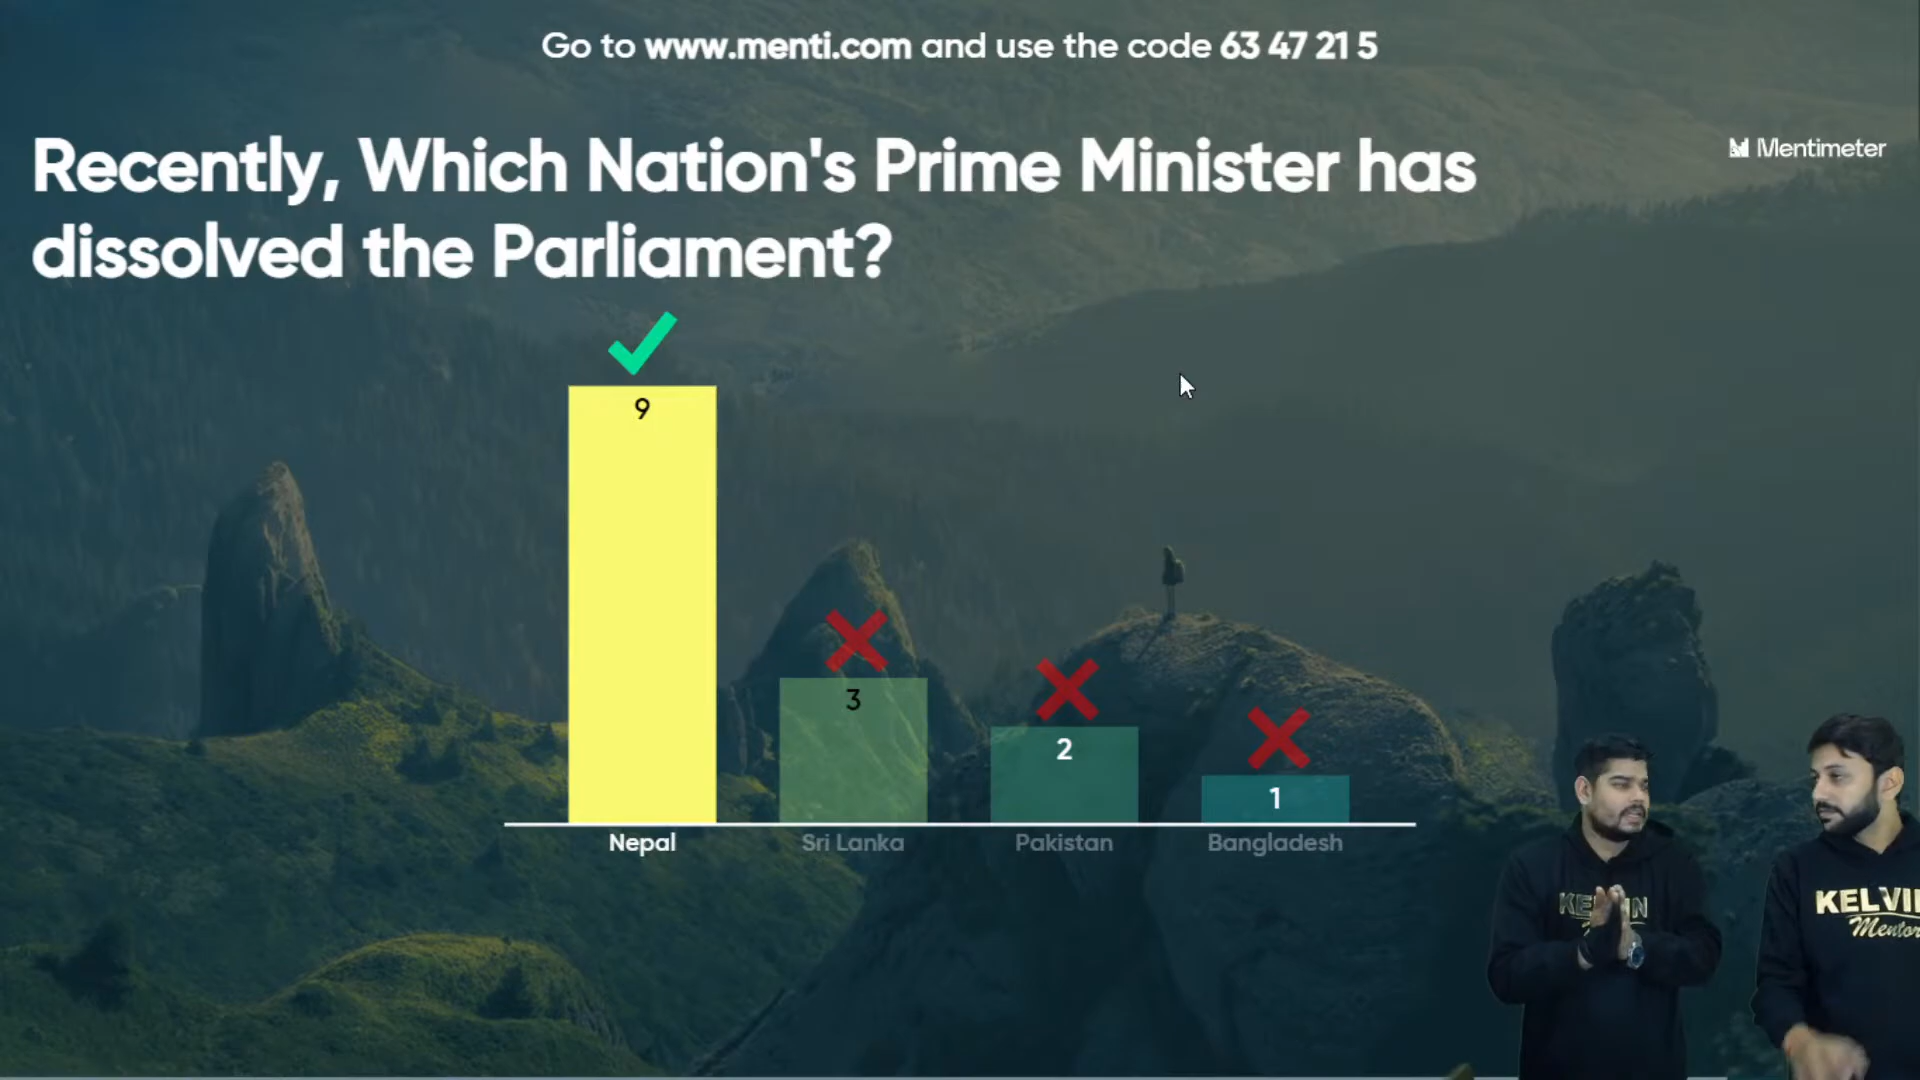 Go to www.menti.com and use the code 63 47 21 5
Mentimeter
Recently, Which Nation's Prime Minister has
dissolved the Parliament?
9
3
2
1
Nepal
Sri Lanka
Pakistan
Bangladesh
KELVIN
Mentor